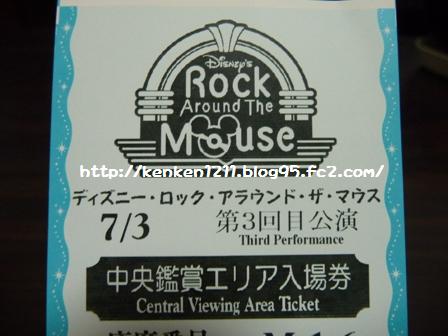 Disney's
Rock
Around The
Mouse
http://kenken1211.blog95.fc2.com/
ディズニー・ロック・アラウンド・ザ・マウス
7/3 第3回目公演
Third Performance
中央鑑賞エリア入場券
Central Viewing Area Ticket